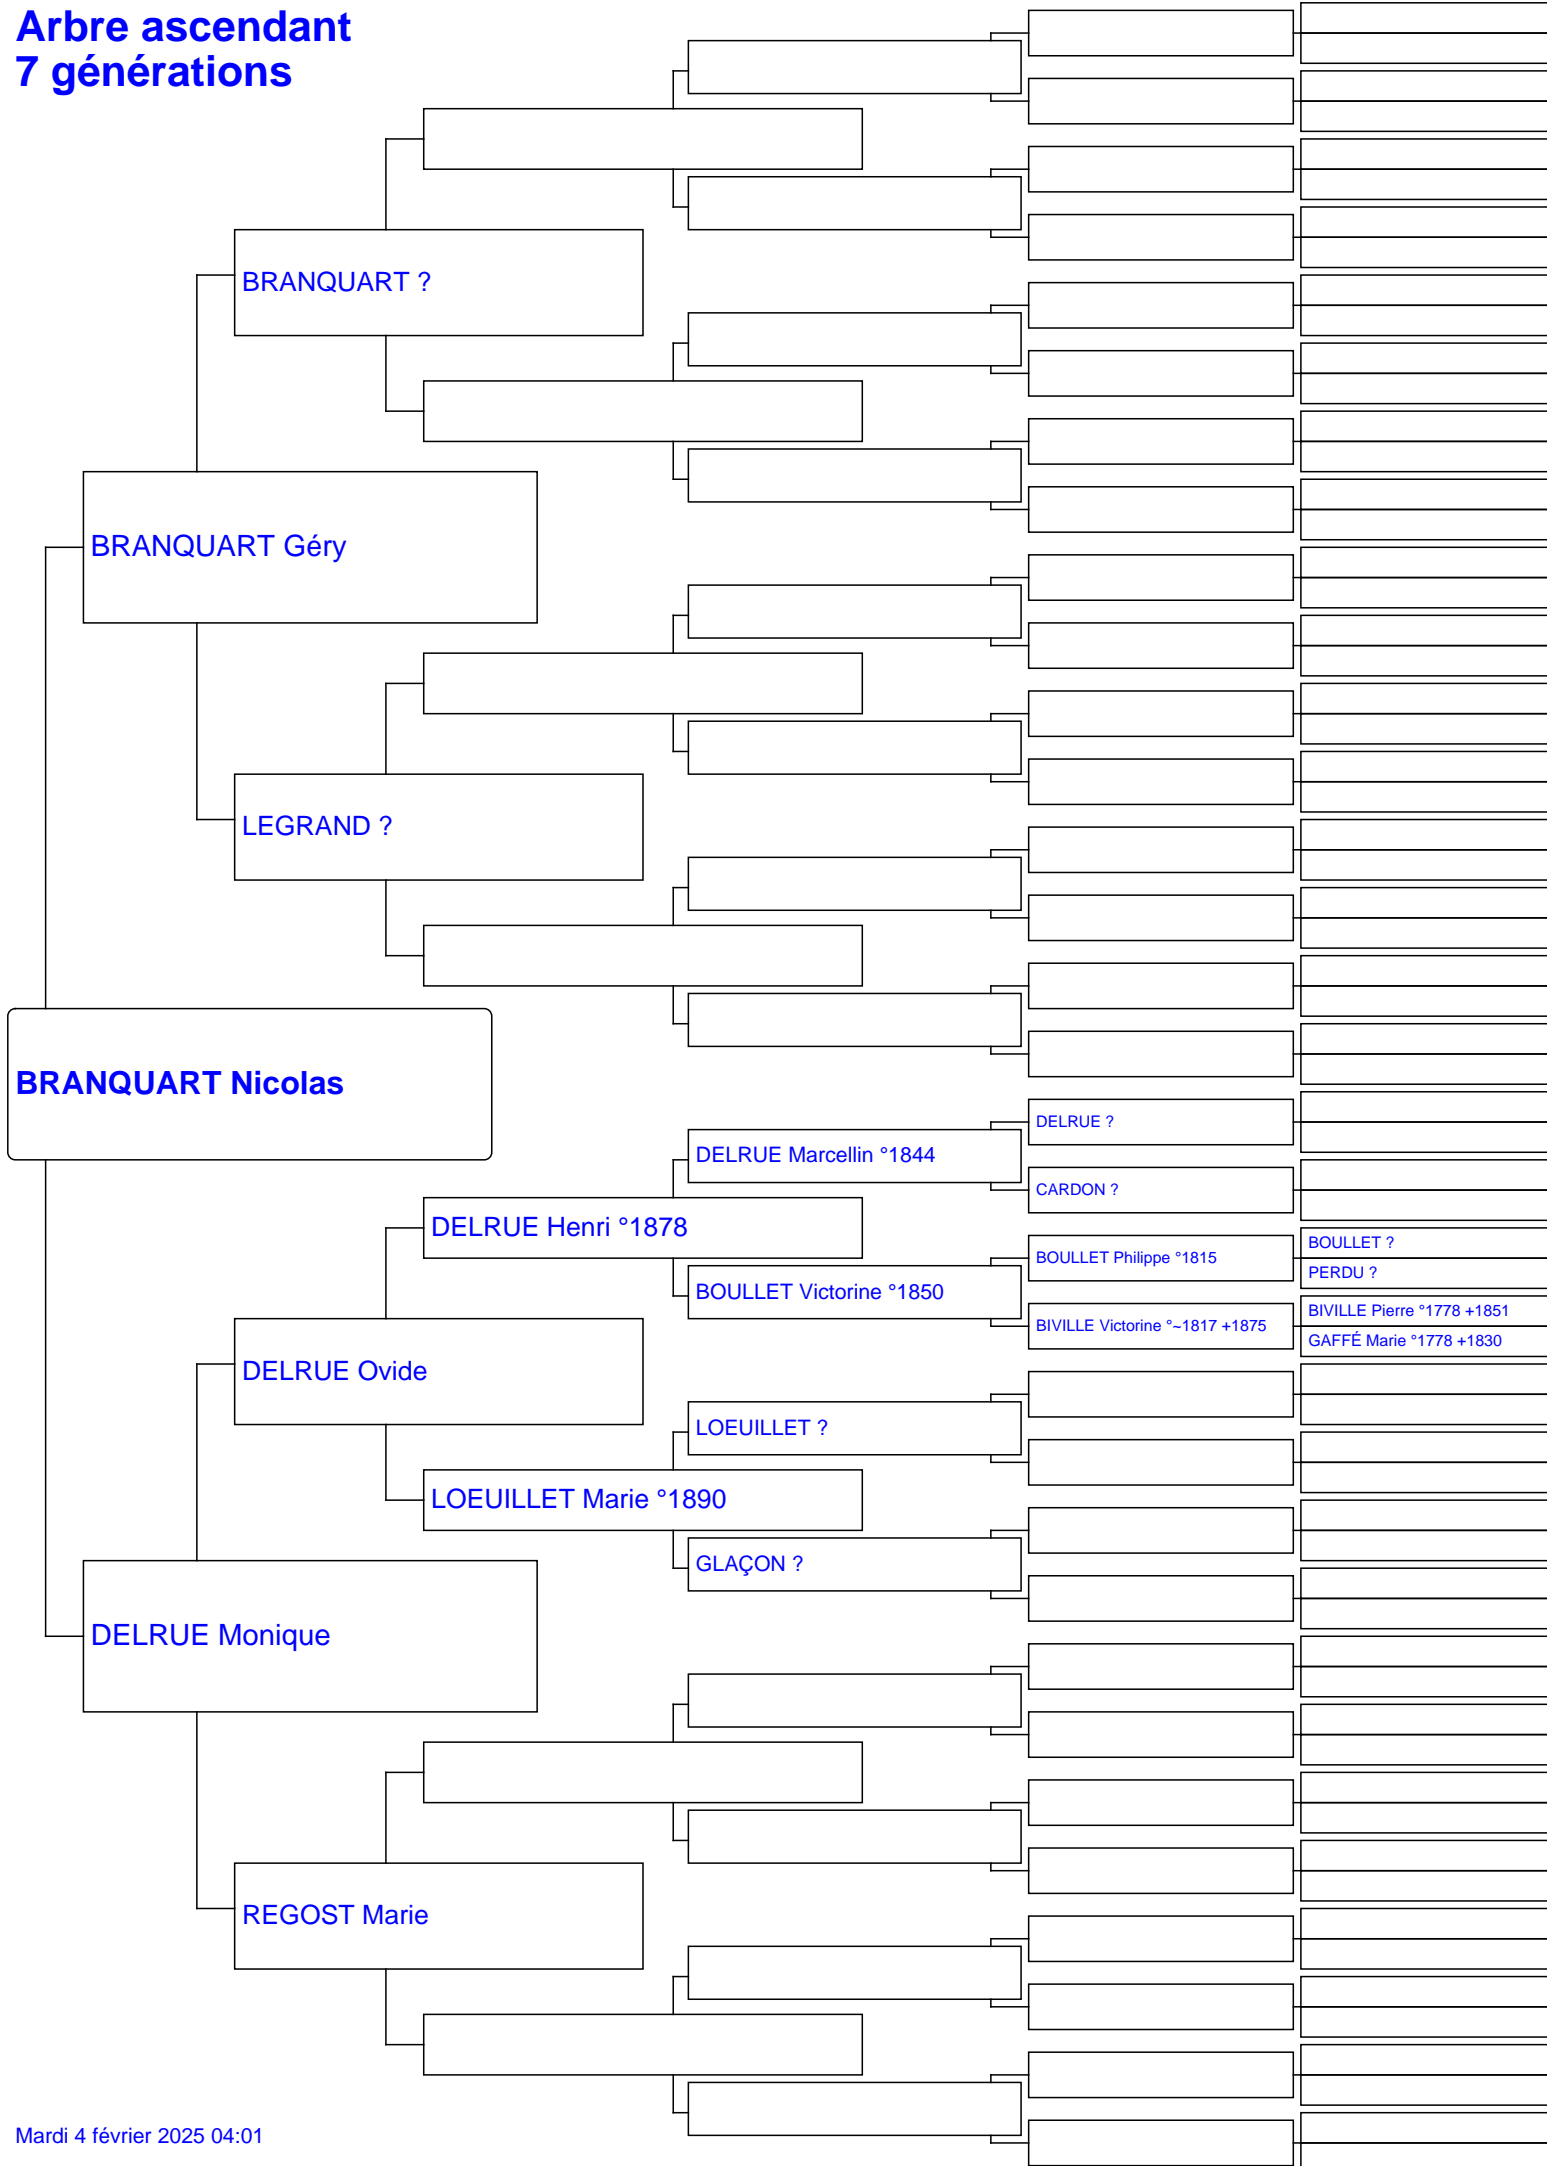 Arbre ascendant
7 générations
BRANQUART ?
BRANQUART Géry
LEGRAND ?
BRANQUART Nicolas
DELRUE ?
DELRUE Marcellin °1844
CARDON ?
DELRUE Henri °1878
BOULLET ?
BOULLET Philippe °1815
PERDU ?
BOULLET Victorine °1850
BIVILLE Pierre °1778 +1851
BIVILLE Victorine °~1817 +1875
GAFFÉ Marie °1778 +1830
DELRUE Ovide
LOEUILLET ?
LOEUILLET Marie °1890
GLAÇON ?
DELRUE Monique
REGOST Marie
Mardi 4 février 2025 04:01